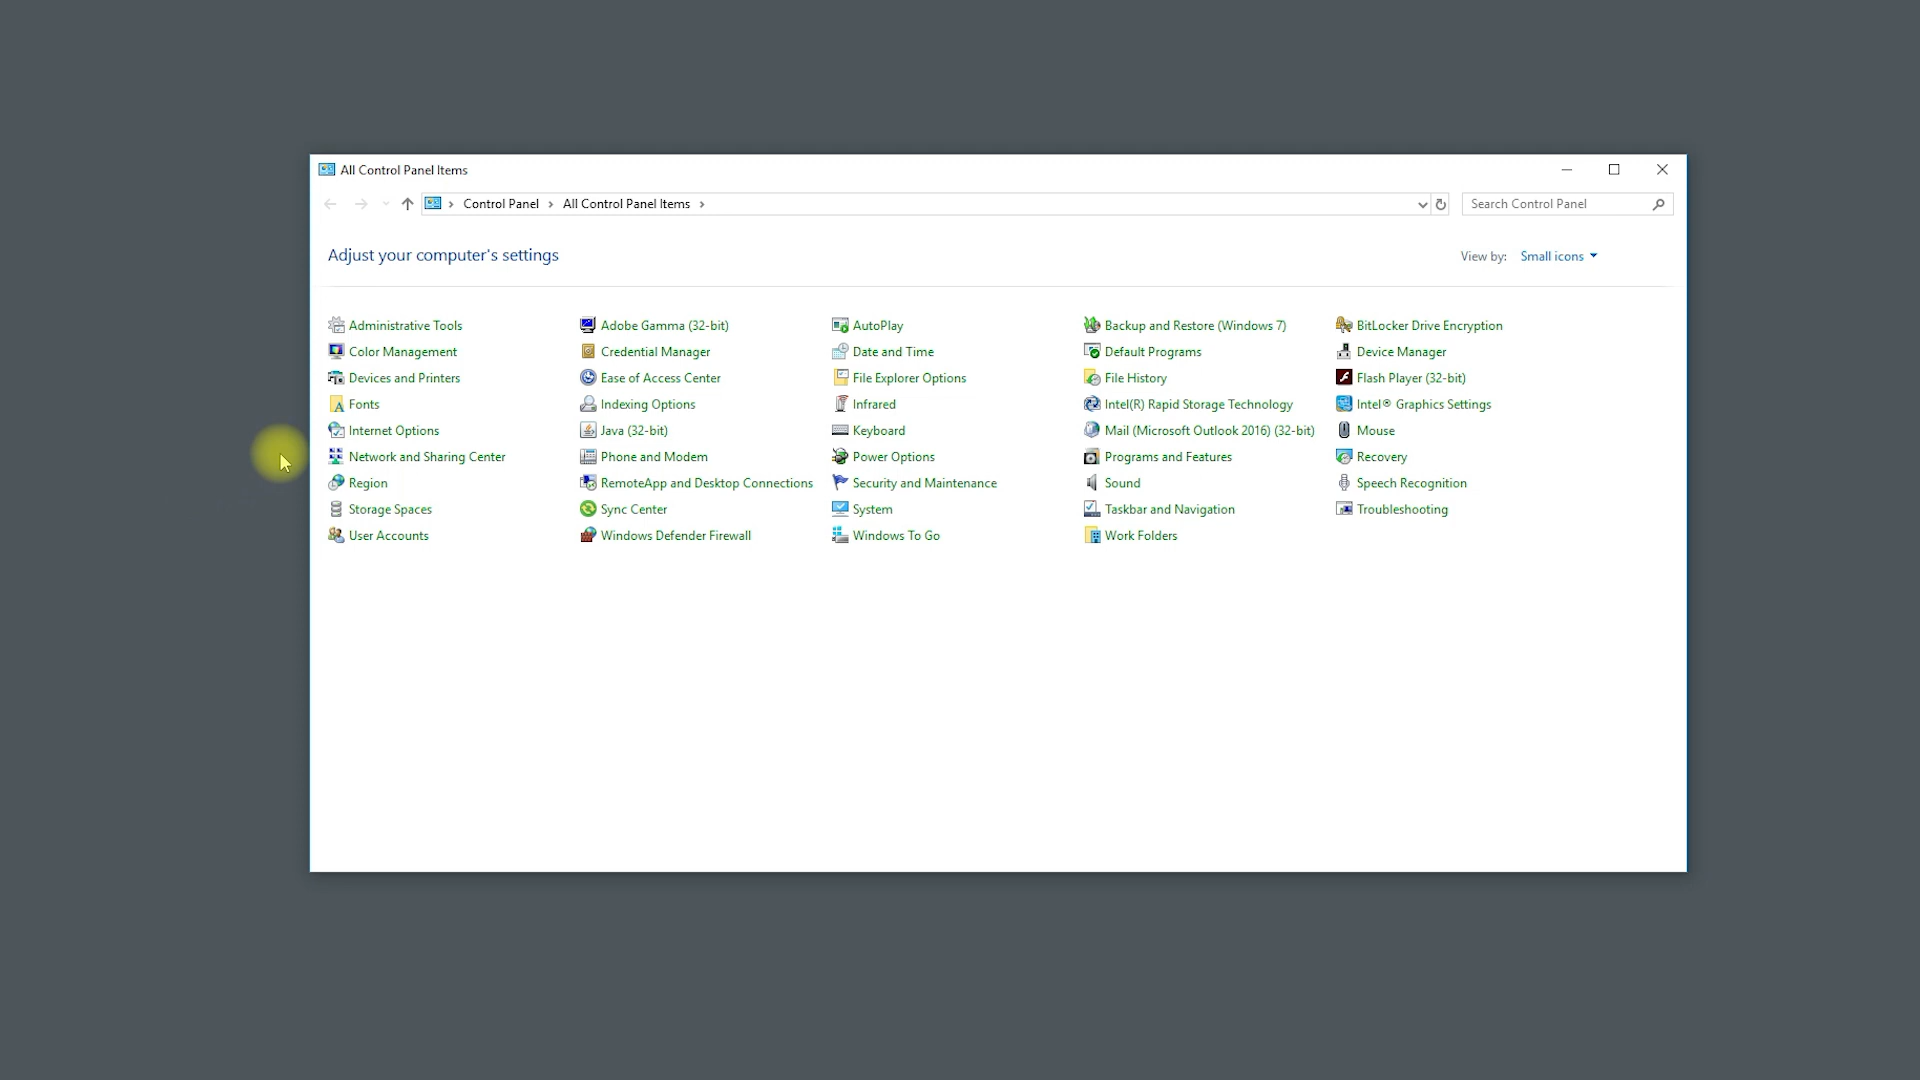 All Control Panel Items
Control Panel > All Control Panel Items >
Search Control Panel
Adjust your computer's settings
View by: Small icons
Administrative Tools
Adobe Gamma (32-bit)
AutoPlay
Backup and Restore (Windows 7)
BitLocker Drive Encryption
Color Management
Credential Manager
Date and Time
Default Programs
Device Manager
Devices and Printers
Ease of Access Center
File Explorer Options
File History
Flash Player (32-bit)
Fonts
Indexing Options
Infrared
Intel(R) Rapid Storage Technology
Intel® Graphics Settings
Internet Options
Java (32-bit)
Keyboard
Mail (Microsoft Outlook 2016) (32-bit)
Mouse
Network and Sharing Center
Phone and Modem
Power Options
Programs and Features
Recovery
Region
RemoteApp and Desktop Connections
Security and Maintenance
Sound
Speech Recognition
Storage Spaces
Sync Center
System
Taskbar and Navigation
Troubleshooting
User Accounts
Windows Defender Firewall
Windows To Go
Work Folders